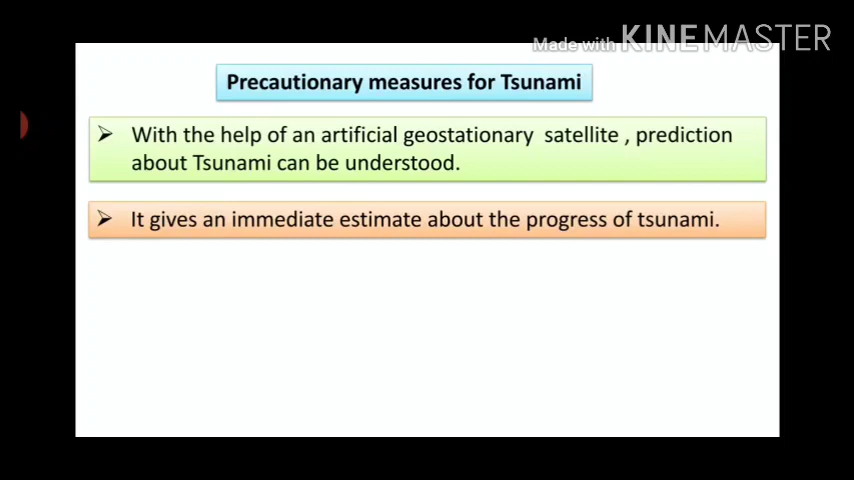 Made with KINEMASTER
Precautionary measures for Tsunami
➢ With the help of an artificial geostationary satellite , prediction
about Tsunami can be understood.
➢ It gives an immediate estimate about the progress of tsunami.